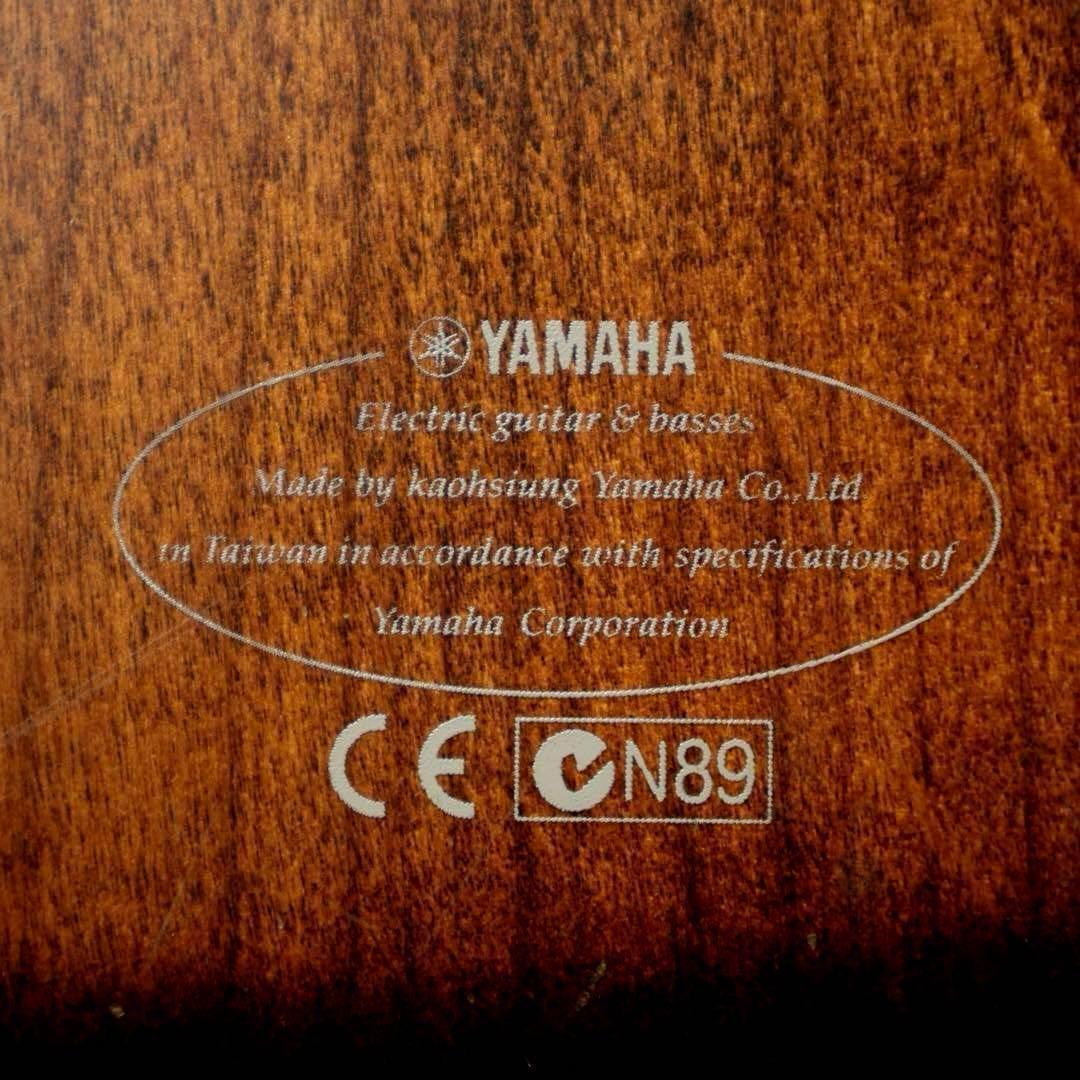 YAMAHA
Electric guitar & basses
Made by kaohsiung Yamaha Co.,Ltd
in Taiwan in accordance with specifications of
Yamaha Corporation
CE N89